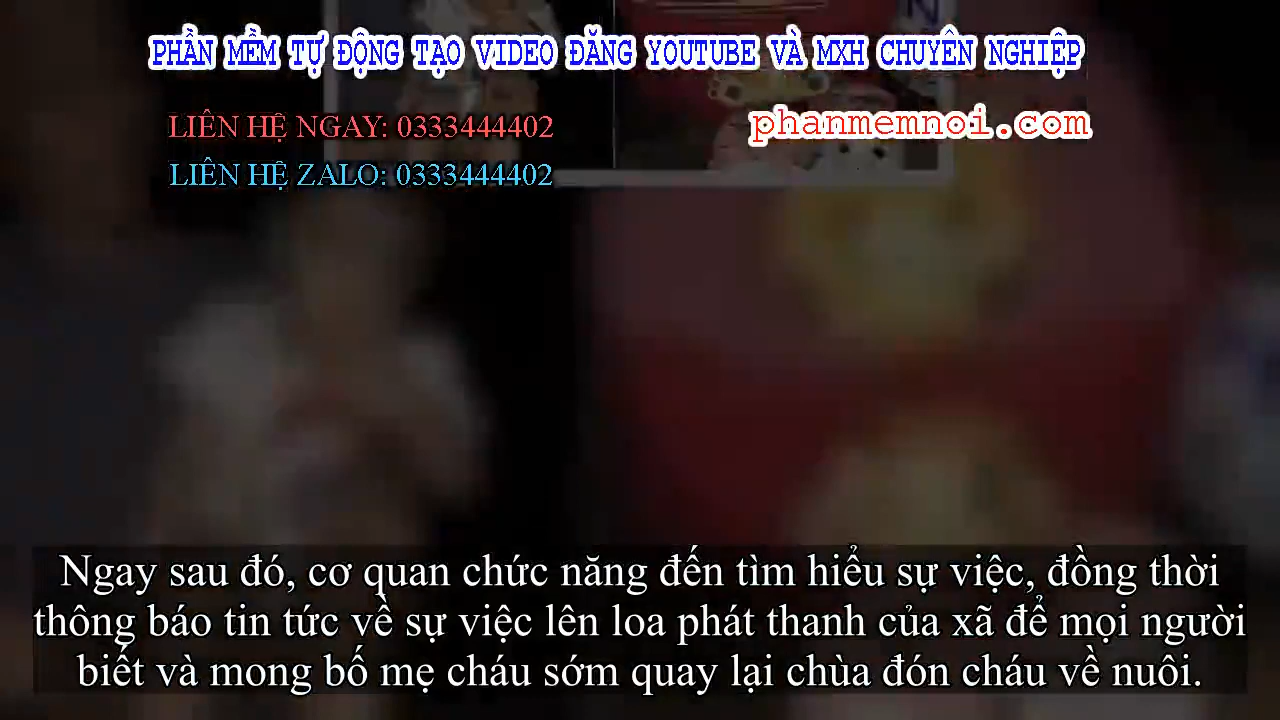 PHẦN MỀM TỰ ĐỘNG TẠO VIDEO ĐĂNG YOUTUBE VÀ MXH CHUYÊN NGHIỆP
LIÊN HỆ NGAY: 0333444402
phanmemnoi.com
LIÊN HỆ ZALO: 0333444402
Ngay sau đó, cơ quan chức năng đến tìm hiểu sự việc, đồng thời
thông báo tin tức về sự việc lên loa phát thanh của xã để mọi người
biết và mong bố mẹ cháu sớm quay lại chùa đón cháu về nuôi.